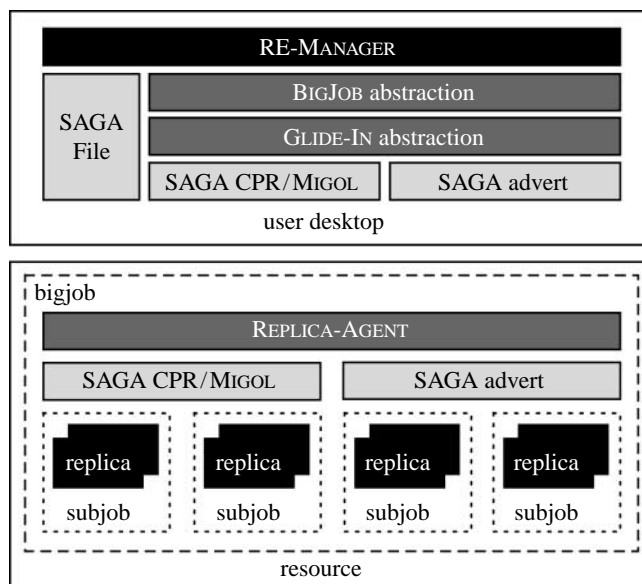 RE-MANAGER
SAGA
File
BIGJOB abstraction
GLIDE-IN abstraction
SAGA CPR/MIGOL
SAGA advert
user desktop
bigjob
REPLICA-AGENT
SAGA CPR/MIGOL
SAGA advert
replica
replica
replica
replica
subjob
subjob
subjob
subjob
resource